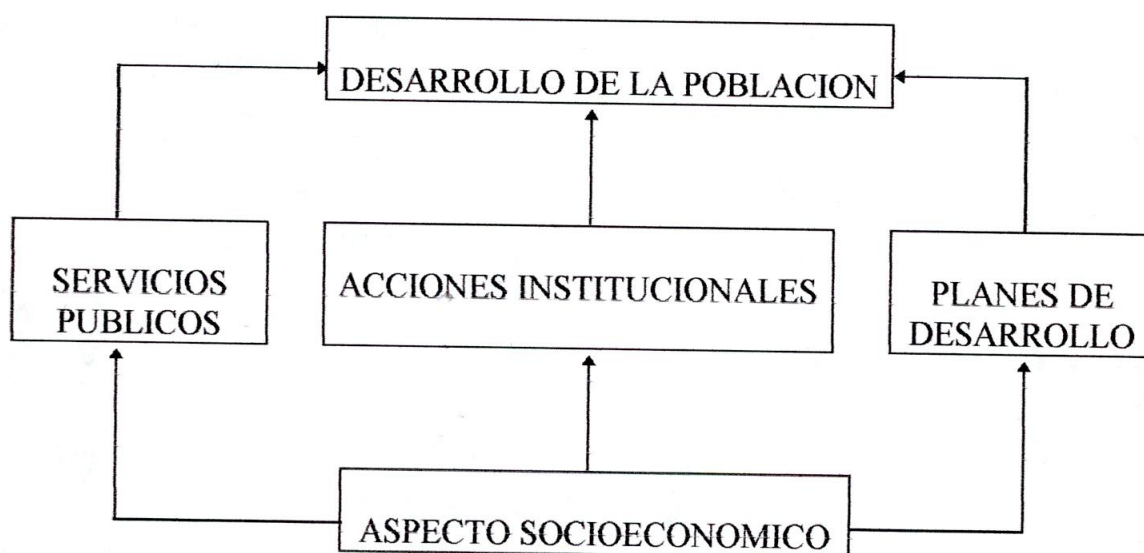 DESARROLLO DE LA POBLACION
SERVICIOS
PUBLICOS
ACCIONES INSTITUCIONALES
PLANES DE
DESARROLLO
ASPECTO SOCIOECONOMICO